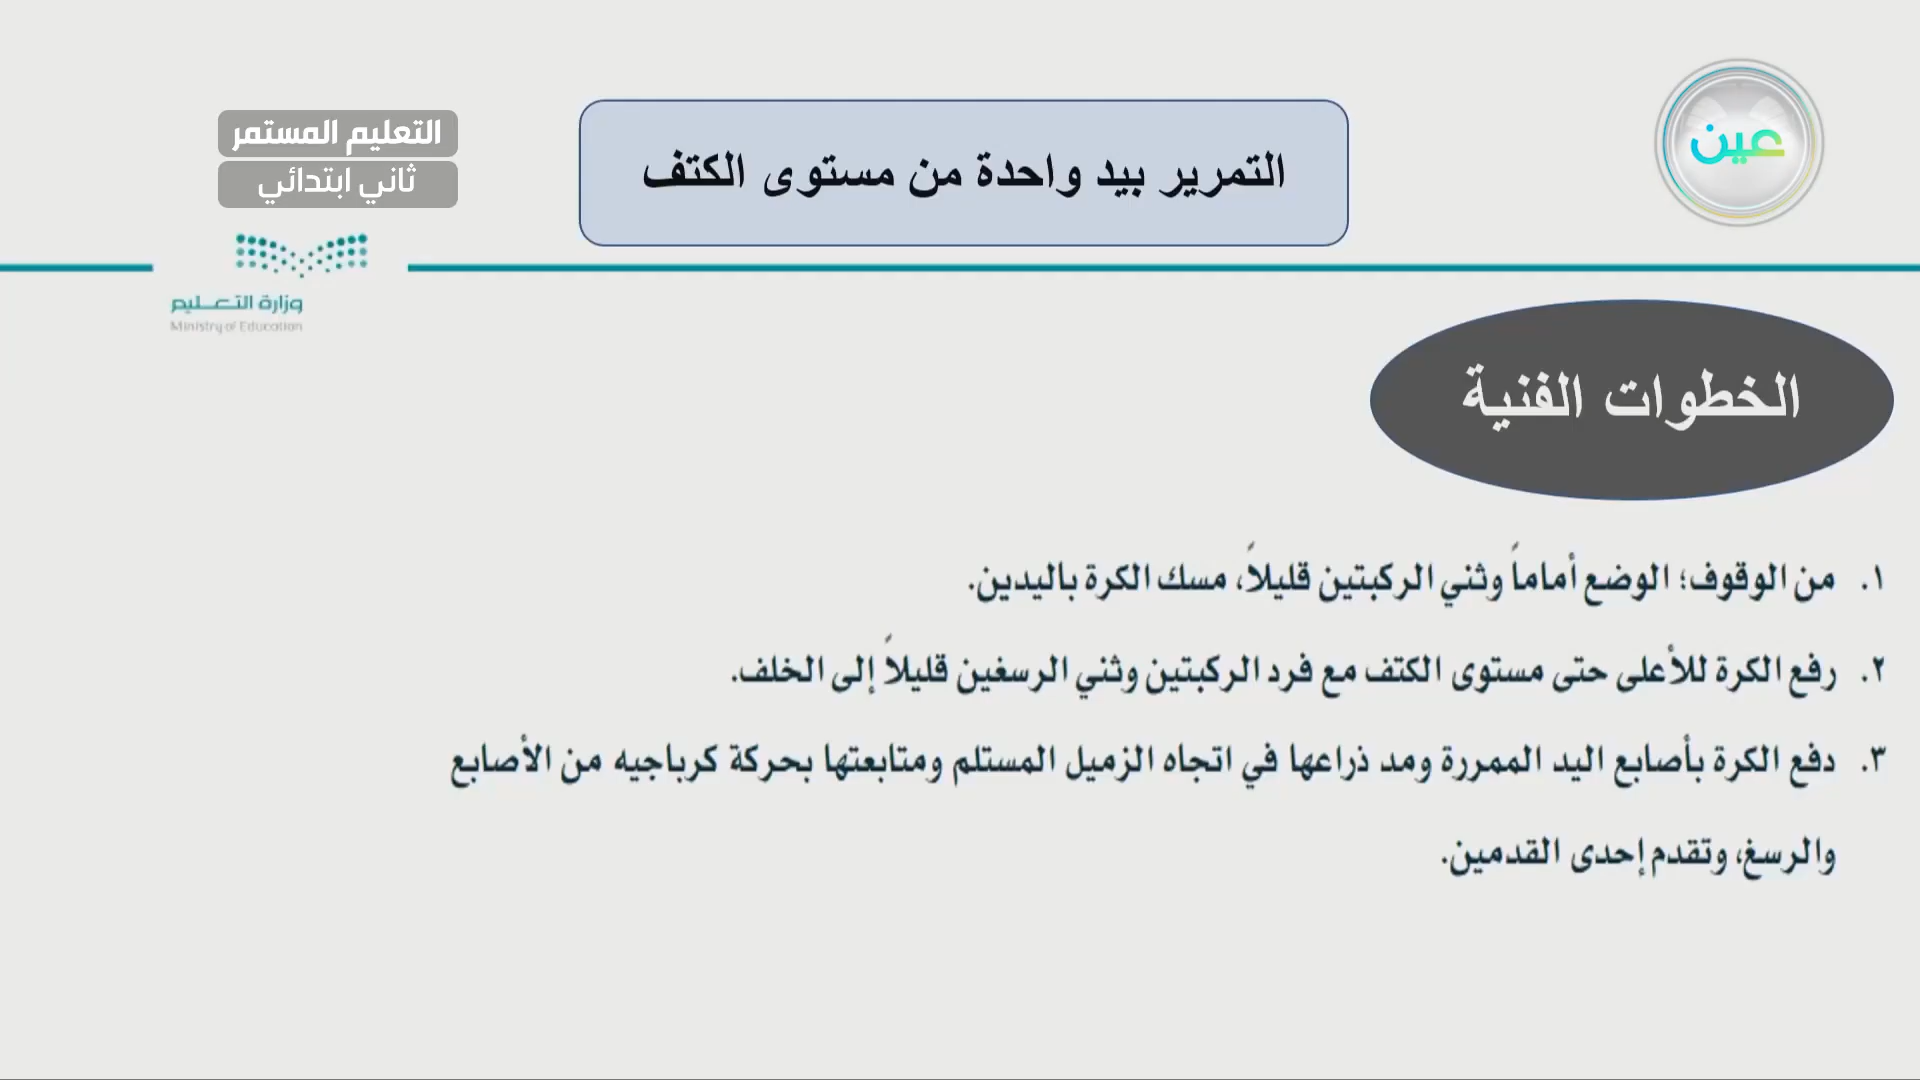 عين
التمرير بيد واحدة من مستوى الكتف
التعليم المستمر
ثاني ابتدائي
وزارة التعـليم
Ministry of Education
الخطوات الفنية
١. من الوقوف؛ الوضع أماماً وثني الركبتين قليلاً، مسك الكرة باليدين.
٢. رفع الكرة للأعلى حتى مستوى الكتف مع فرد الركبتين وثني الرسغين قليلاً إلى الخلف.
٣. دفع الكرة بأصابع اليد الممررة ومد ذراعها في اتجاه الزميل المستلم ومتابعتها بحركة كرباجيه من الأصابع
والرسغ، وتقدم إحدى القدمين.